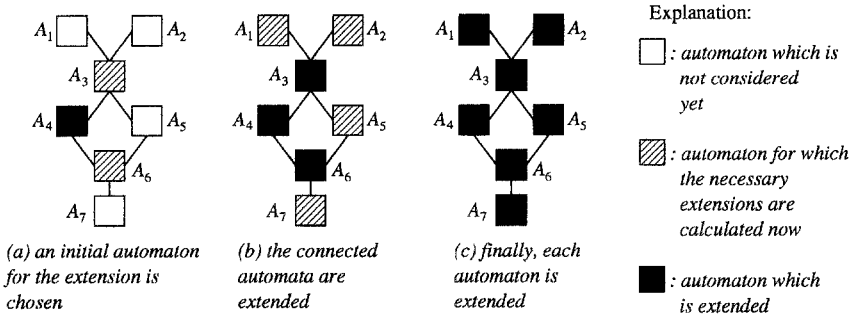 A1 A2 A3 A4 A5 A6 A7
(a) an initial automaton
for the extension is
chosen
A1 A2 A3 A4 A5 A6 A7
(b) the connected
automata are
extended
A1 A2 A3 A4 A5 A6 A7
(c) finally, each
automaton is
extended
Explanation:
: automaton which is
not considered
yet
: automaton for which
the necessary
extensions are
calculated now
: automaton which
is extended